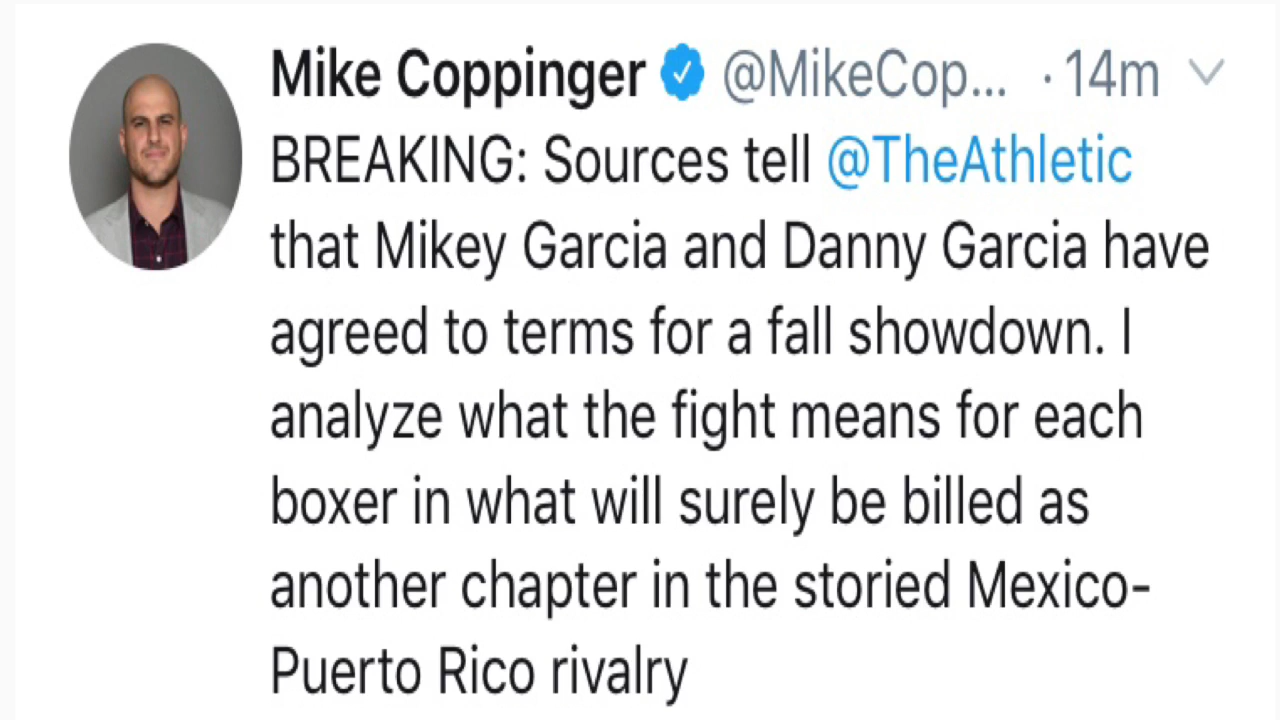 Mike Coppinger @MikeCop... · 14m
BREAKING: Sources tell @TheAthletic
that Mikey Garcia and Danny Garcia have
agreed to terms for a fall showdown. I
analyze what the fight means for each
boxer in what will surely be billed as
another chapter in the storied Mexico-
Puerto Rico rivalry